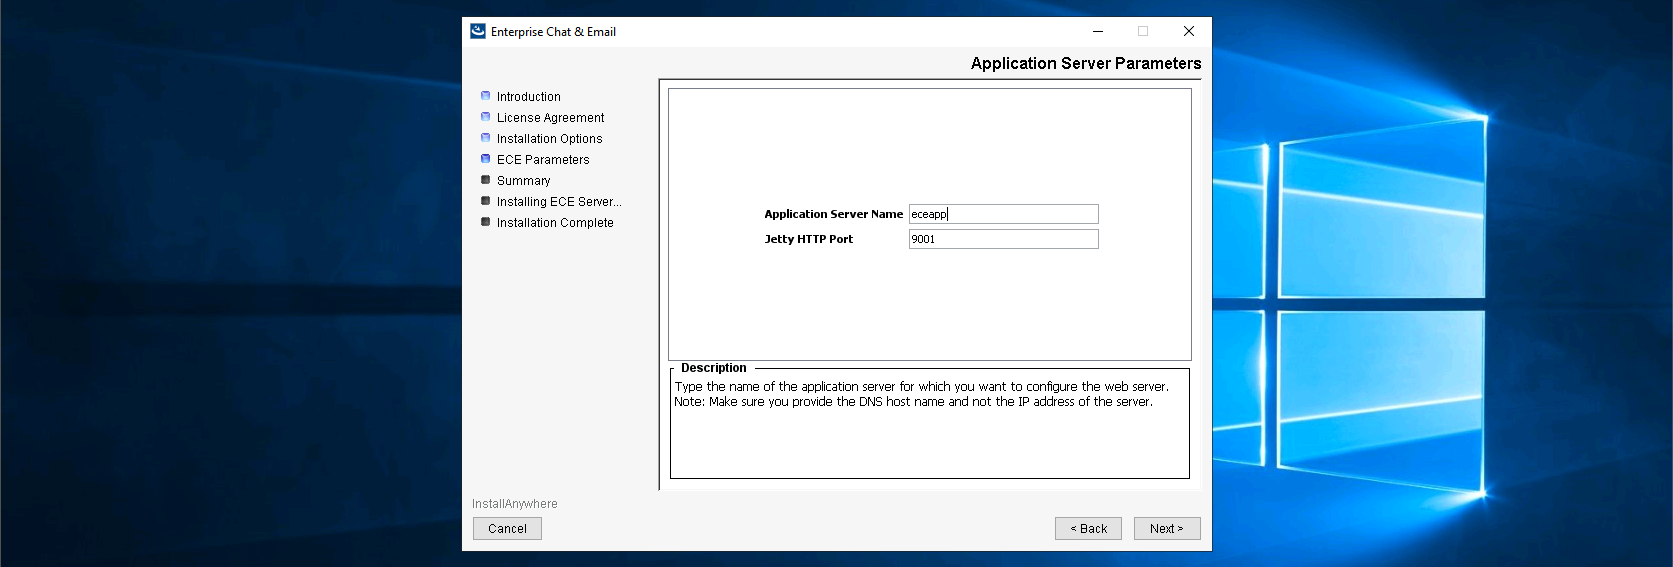 Enterprise Chat & Email
Application Server Parameters
Introduction
License Agreement
Installation Options
ECE Parameters
Summary
Installing ECE Server...
Installation Complete
Application Server Name eceapp
Jetty HTTP Port 9001
Description
Type the name of the application server for which you want to configure the web server.
Note: Make sure you provide the DNS host name and not the IP address of the server.
InstallAnywhere
Cancel
< Back
Next >